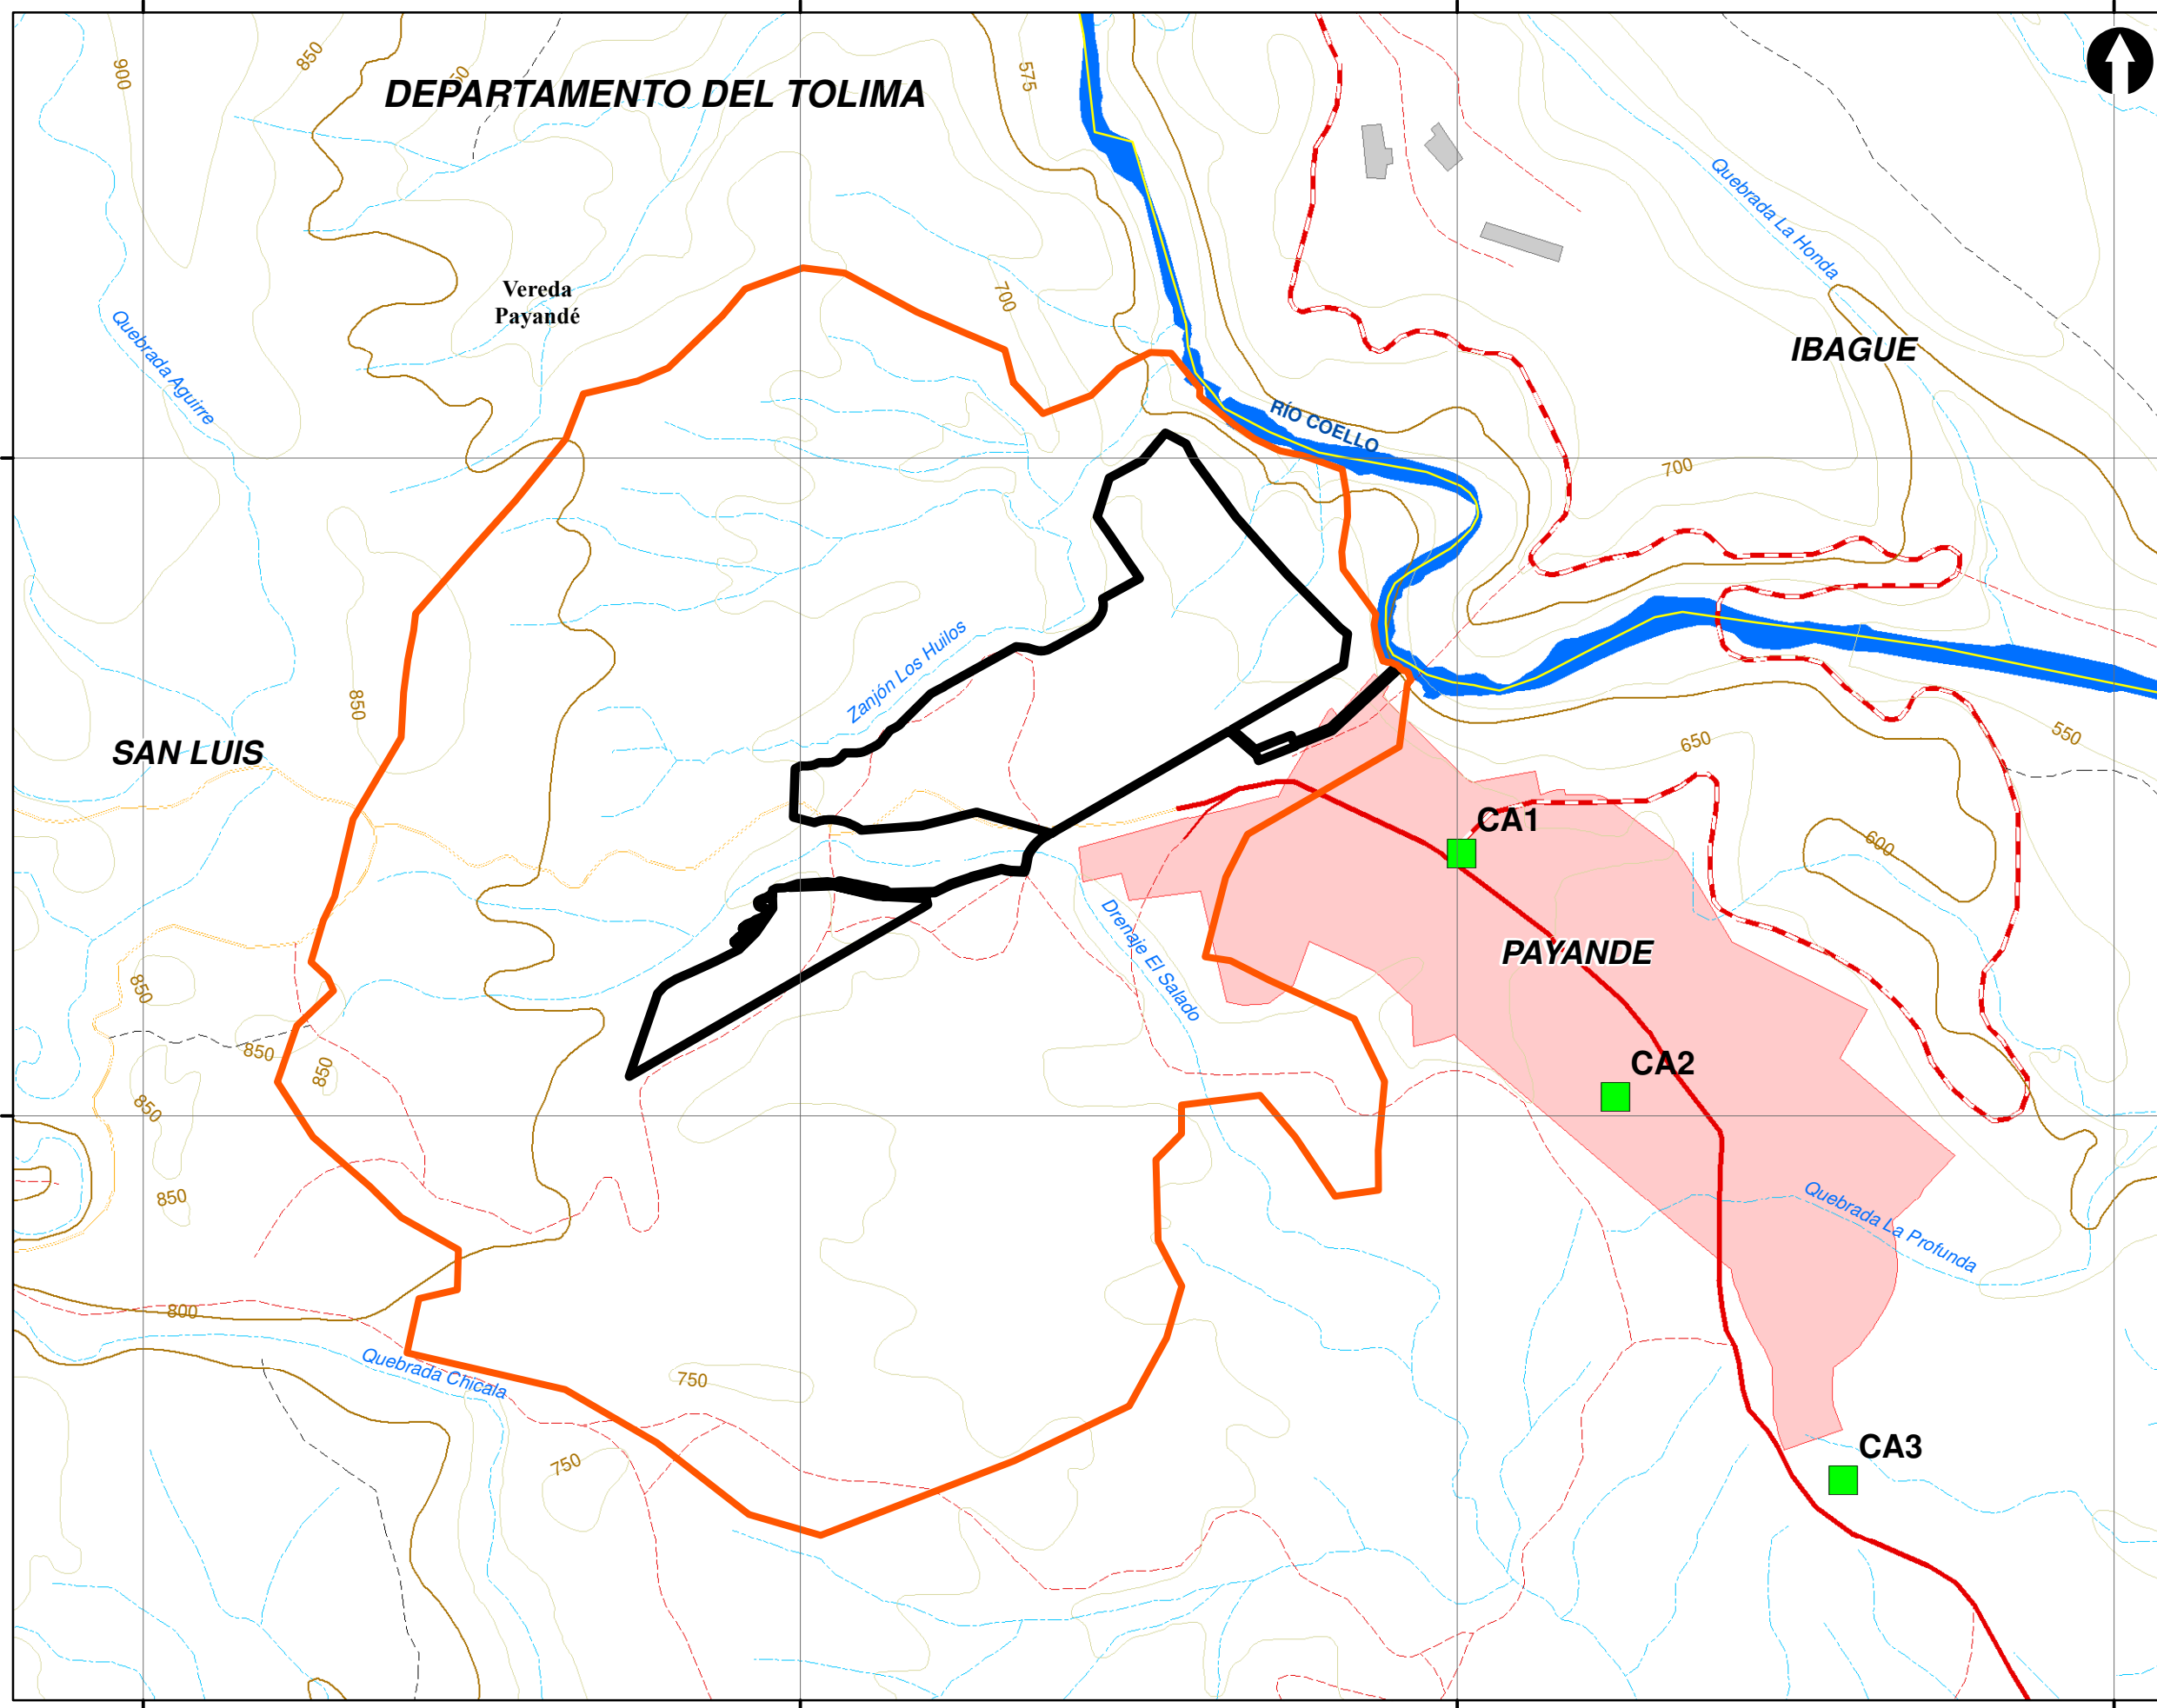 900
850
50
DEPARTAMENTO DEL TOLIMA
575
Quebrada La Honda
Vereda
Payandé
700
Quebrada Aguirre
IBAGUE
RÍO COELLO
700
Zanjón Los Huilos
850
SAN LUIS
550
650
CA1
600
PAYANDE
Drenaje El Salado
850
850
850
850
CA2
850
Quebrada La Profunda
800
Quebrada Chicala
750
750
CA3